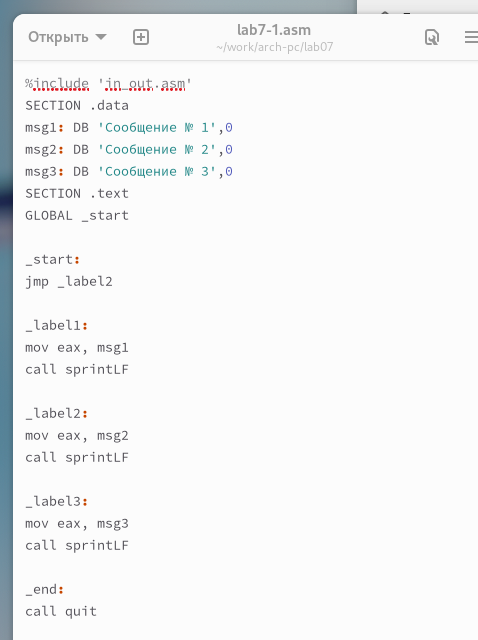 Открыть
lab7-1.asm
~/work/arch-pc/lab07
%include 'in_out.asm'
SECTION .data
msg1: DB 'Сообщение № 1',0
msg2: DB 'Сообщение № 2',0
msg3: DB 'Сообщение № 3',0
SECTION .text
GLOBAL _start
_start:
jmp _label2
_label1:
mov eax, msg1
call sprintLF
_label2:
mov eax, msg2
call sprintLF
_label3:
mov eax, msg3
call sprintLF
_end:
call quit